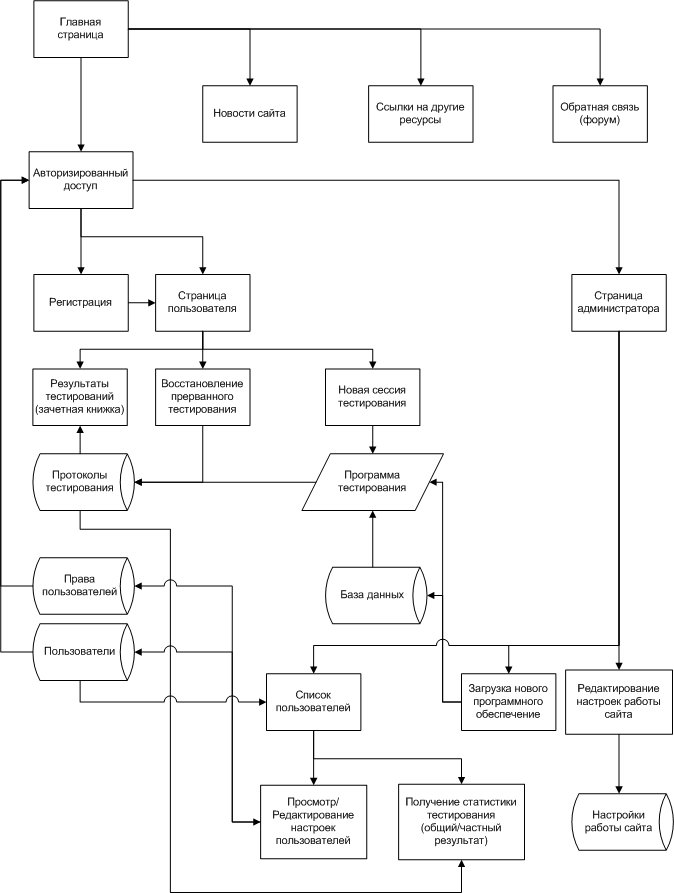 Главная
страница
Новости сайта
Ссылки на другие
ресурсы
Обратная связь
(форум)
Авторизированный
доступ
Регистрация
Страница
пользователя
Страница
администратора
Результаты
тестирований
(зачетная книжка)
Восстановление
прерванного
тестирования
Новая сессия
тестирования
Протоколы
тестирования
Программа
тестирования
Права
пользователей
База данных
Пользователи
Список
пользователей
Загрузка нового
программного
обеспечение
Редактирование
настроек работы
сайта
Просмотр/
Редактирование
настроек
пользователей
Получение статистики
тестирования
(общий/частный
результат)
Настройки
работы сайта